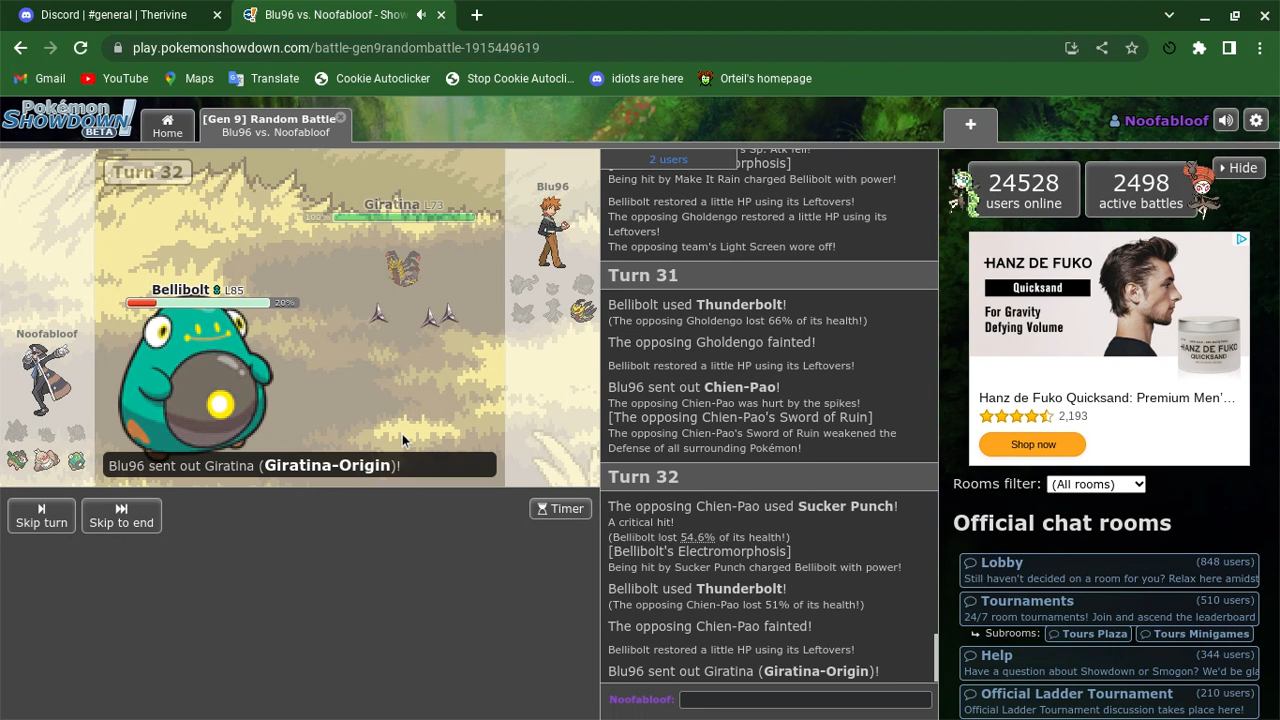 Discord | #general | Therivine
Blu96 vs. Noofabloof - Show
play.pokemonshowdown.com/battle-gen9randombattle-1915449619
Gmail
YouTube
Maps
Translate
Cookie Autoclicker
Stop Cookie Autocli...
idiots are here
Orteil's homepage
Pokémon
SHOWDOWN!
BETA
Home
[Gen 9] Random Battle
Blu96 vs. Noofabloof
+
Noofabloof
Turn 32
Giratina L73
100%
Blu96
Bellibolt L85
20%
Noofabloof
Blu96 sent out Giratina (Giratina-Origin)!
Skip turn
Skip to end
Timer
2 users
's Sp. Atk fell!
orphosis]
Being hit by Make It Rain charged Bellibolt with power!
Bellibolt restored a little HP using its Leftovers!
The opposing Gholdengo restored a little HP using its
Leftovers!
The opposing team's Light Screen wore off!
Turn 31
Bellibolt used Thunderbolt!
(The opposing Gholdengo lost 66% of its health!)
The opposing Gholdengo fainted!
Bellibolt restored a little HP using its Leftovers!
Blu96 sent out Chien-Pao!
The opposing Chien-Pao was hurt by the spikes!
[The opposing Chien-Pao's Sword of Ruin]
The opposing Chien-Pao's Sword of Ruin weakened the
Defense of all surrounding Pokémon!
Turn 32
The opposing Chien-Pao used Sucker Punch!
A critical hit!
(Bellibolt lost 54.6% of its health!)
[Bellibolt's Electromorphosis]
Being hit by Sucker Punch charged Bellibolt with power!
Bellibolt used Thunderbolt!
(The opposing Chien-Pao lost 51% of its health!)
The opposing Chien-Pao fainted!
Bellibolt restored a little HP using its Leftovers!
Blu96 sent out Giratina (Giratina-Origin)!
Noofabloof:
24528
users online
2498
active battles
Hide
HANZ DE FUKO
Quicksand
For Gravity
Defying Volume
HANZ DE FUKO
QUICKSAND
Hanz de Fuko Quicksand: Premium Men'...
2,193
Shop now
Rooms filter: (All rooms)
Official chat rooms
Lobby (848 users)
Still haven't decided on a room for you? Relax here amidst
Tournaments (510 users)
24/7 room tournaments! Join and ascend the leaderboard
Subrooms: Tours Plaza Tours Minigames
Help (344 users)
Have a question about Showdown or Smogon? We'd be gla
Official Ladder Tournament (210 users)
Official Ladder Tournament discussion takes place here!